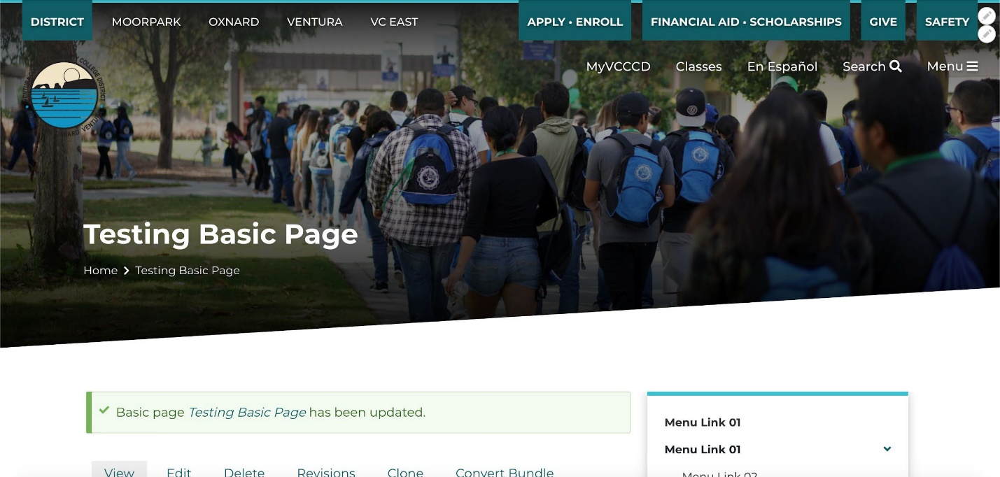 DISTRICT MOORPARK OXNARD VENTURA VC EAST APPLY • ENROLL FINANCIAL AID • SCHOLARSHIPS GIVE SAFETY
MyVCCCD Classes En Español Search Menu
COLLEGE DISTRICT
Testing Basic Page
Home Testing Basic Page
Basic page Testing Basic Page has been updated.
View Edit Delete Revisions Clone Convert Bundle
Menu Link 01
Menu Link 01
Menu Link 02